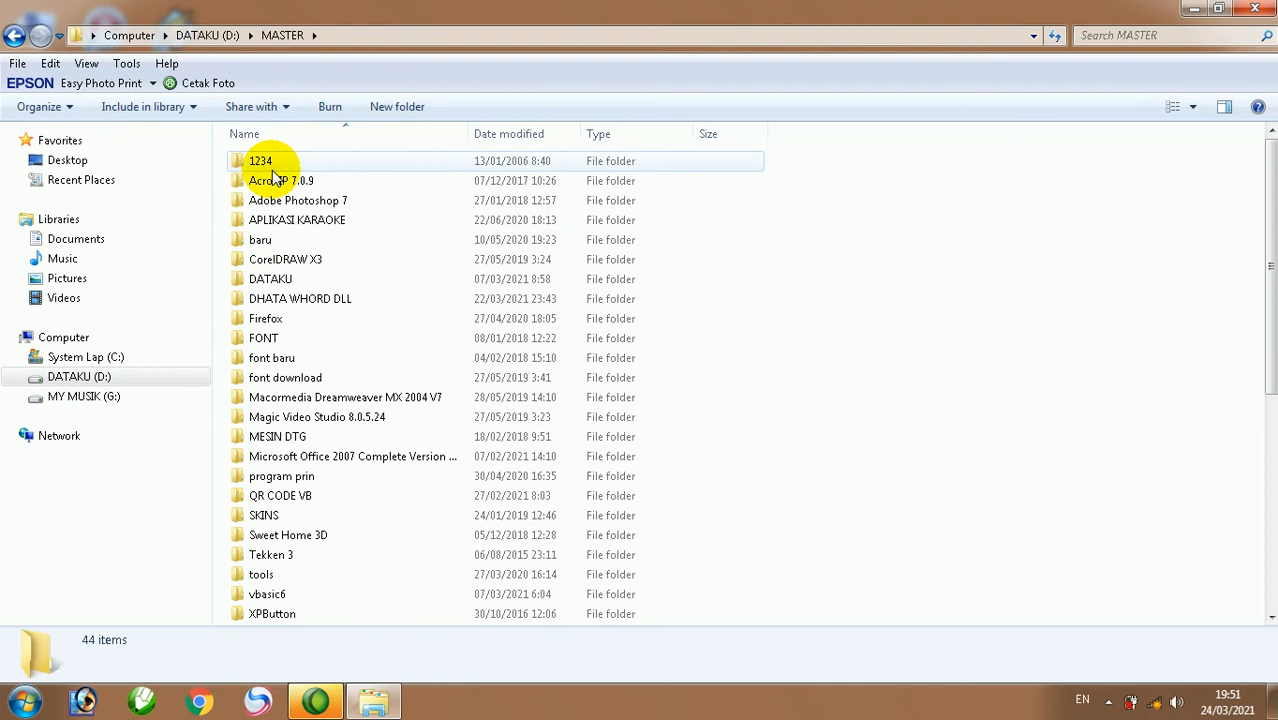 Computer DATAKU (D:) MASTER Search MASTER
File Edit View Tools Help
EPSON Easy Photo Print Cetak Foto
Organize Include in library Share with Burn New folder
Favorites
Desktop
Recent Places
Libraries
Documents
Music
Pictures
Videos
Computer
System Lap (C:)
DATAKU (D:)
MY MUSIK (G:)
Network
Name Date modified Type Size
1234 13/01/2006 8:40 File folder
7.0.9 07/12/2017 10:26 File folder
Adobe Photoshop 7 27/01/2018 12:57 File folder
APLIKASI KARAOKE 22/06/2020 18:13 File folder
baru 10/05/2020 19:23 File folder
CorelDRAW X3 27/05/2019 3:24 File folder
DATAKU 07/03/2021 8:58 File folder
DHATA WHORD DLL 22/03/2021 23:43 File folder
Firefox 27/04/2020 18:05 File folder
FONT 08/01/2018 12:22 File folder
font baru 04/02/2018 15:10 File folder
font download 27/05/2019 3:41 File folder
Macormedia Dreamweaver MX 2004 V7 28/05/2019 14:10 File folder
Magic Video Studio 8.0.5.24 27/05/2019 3:23 File folder
MESIN DTG 18/02/2018 9:51 File folder
Microsoft Office 2007 Complete Version ... 07/02/2021 14:10 File folder
program prin 30/04/2020 16:35 File folder
QR CODE VB 27/02/2021 8:03 File folder
SKINS 24/01/2019 12:46 File folder
Sweet Home 3D 05/12/2018 12:28 File folder
Tekken 3 06/08/2015 23:11 File folder
tools 27/03/2020 16:14 File folder
vbasic6 07/03/2021 6:04 File folder
XPButton 30/10/2016 12:06 File folder
44 items
EN
19:51
24/03/2021